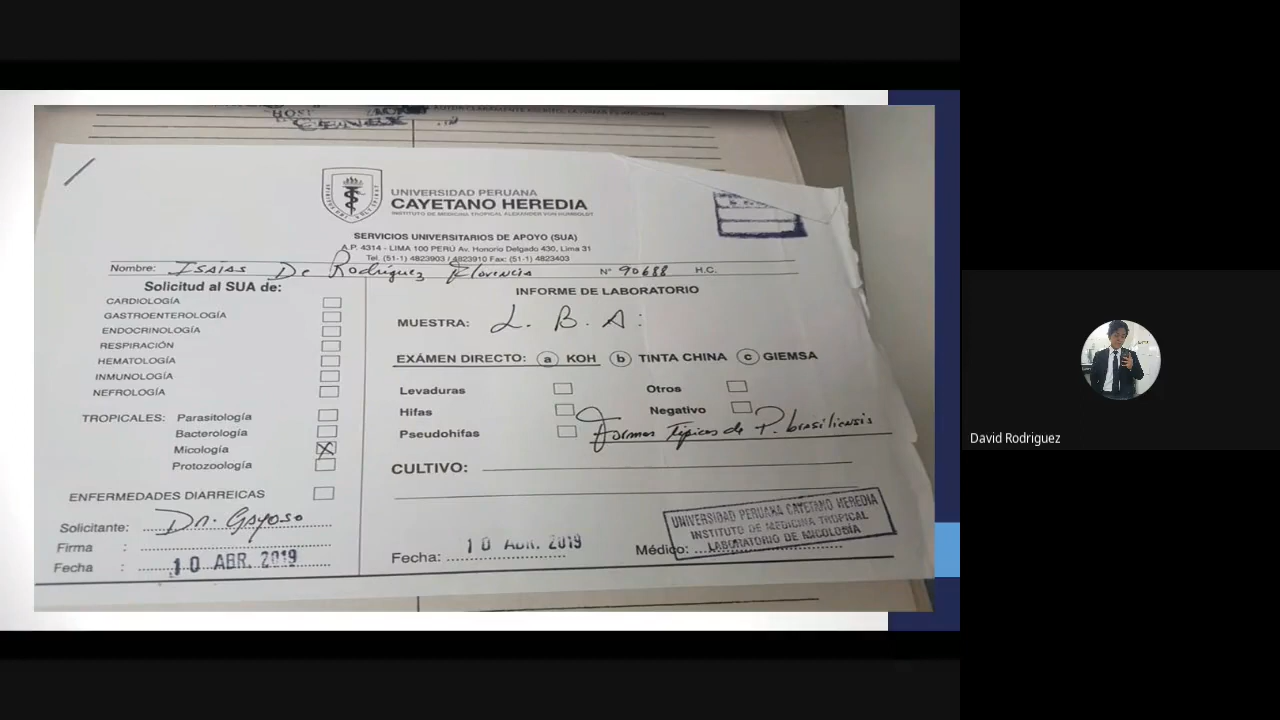 HOST
UNIVERSIDAD PERUANA
CAYETANO HEREDIA
INSTITUTO DE MEDICINA TROPICAL ALEXANDER VON HUMBOLDT
SERVICIOS UNIVERSITARIOS DE APOYO (SUA)
A.P. 4314 - LIMA 100 PERÚ Av. Honorio Delgado 430, Lima 31
Tel. (51-1) 4823903 / 4823910 Fax: (51-1) 4823403
Nombre: ISAIAS De Rodríguez Florencia N° 90688 H.C.
Solicitud al SUA de:
CARDIOLOGÍA
GASTROENTEROLOGÍA
ENDOCRINOLOGÍA
RESPIRACIÓN
HEMATOLOGÍA
INMUNOLOGÍA
NEFROLOGÍA
TROPICALES: Parasitología
Bacterología
Micología X
Protozoología
ENFERMEDADES DIARREICAS
Solicitante: Dr. Gayoso
Firma :
Fecha : 10 ABR. 2019
INFORME DE LABORATORIO
MUESTRA: L. B. A:
EXÁMEN DIRECTO: a KOH b TINTA CHINA c GIEMSA
Levaduras Otros
Hifas Negativo
Pseudohifas Formas Típicas de P. brasiliensis
CULTIVO:
Fecha: 10 ABR. 2019 Médico:
UNIVERSIDAD PERUANA CAYETANO HEREDIA
INSTITUTO DE MEDICINA TROPICAL
LABORATORIO DE MICOLOGIA
David Rodriguez